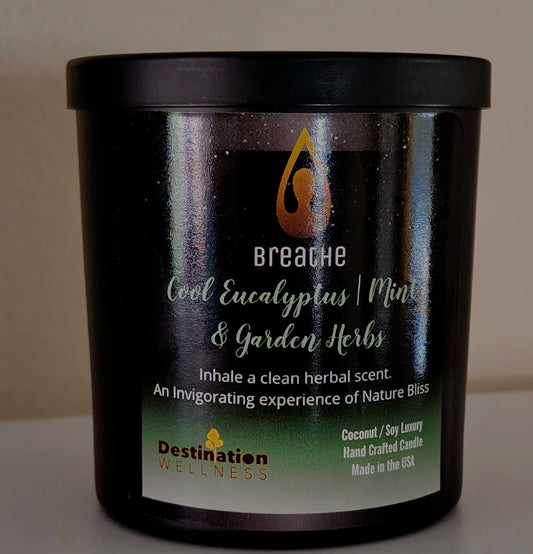 Breathe
Cool Eucalyptus | Mint
& Garden Herbs
Inhale a clean herbal scent.
An Invigorating experience of Nature Bliss
Destination
WELLNESS
Coconut / Soy Luxury
Hand Crafted Candle
Made in the USA